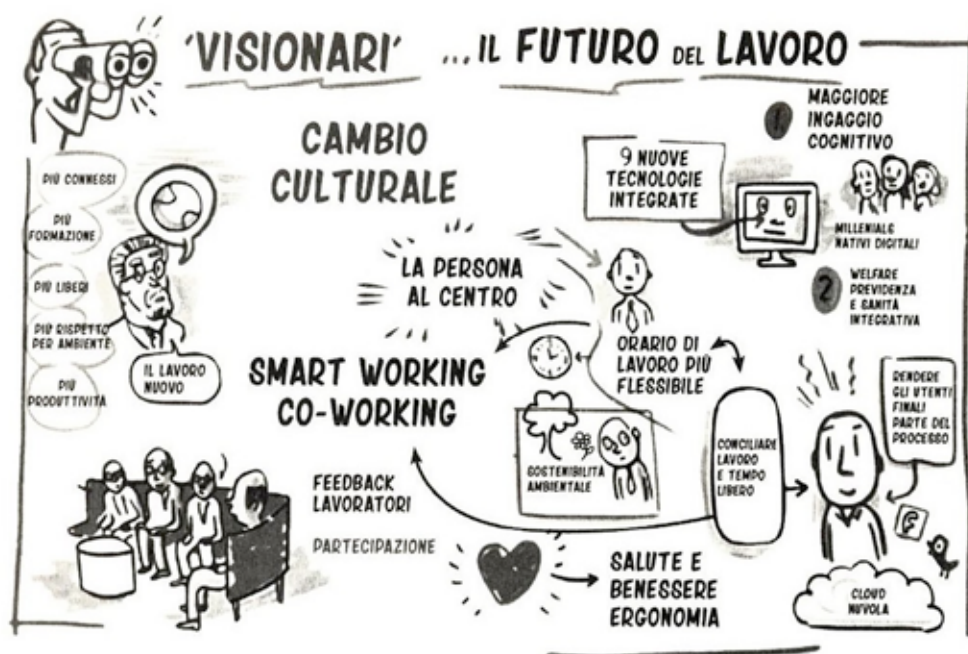 'VISIONARI' ...IL FUTURO DEL LAVORO
CAMBIO
CULTURALE
PIÙ CONNESSI
PIÙ
FORMAZIONE
PIÙ LIBERI
PIÙ RISPETTO
PER AMBIENTE
PIÙ
PRODUTTIVITÀ
IL LAVORO
NUOVO
LA PERSONA
AL CENTRO
SMART WORKING
CO-WORKING
FEEDBACK
LAVORATORI
PARTECIPAZIONE
9 NUOVE
TECNOLOGIE
INTEGRATE
1
MAGGIORE
INGAGGIO
COGNITIVO
MILLENIALS
NATIVI DIGITALI
2
WELFARE
PREVIDENZA
E SANITÀ
INTEGRATIVA
ORARIO DI
LAVORO PIÙ
FLESSIBILE
SOSTENIBILITÀ
AMBIENTALE
CONCILIARE
LAVORO
E TEMPO
LIBERO
RENDERE
GLI UTENTI
FINALI
PARTE DEL
PROCESSO
f
SALUTE E
BENESSERE
ERGONOMIA
CLOUD
NUVOLA